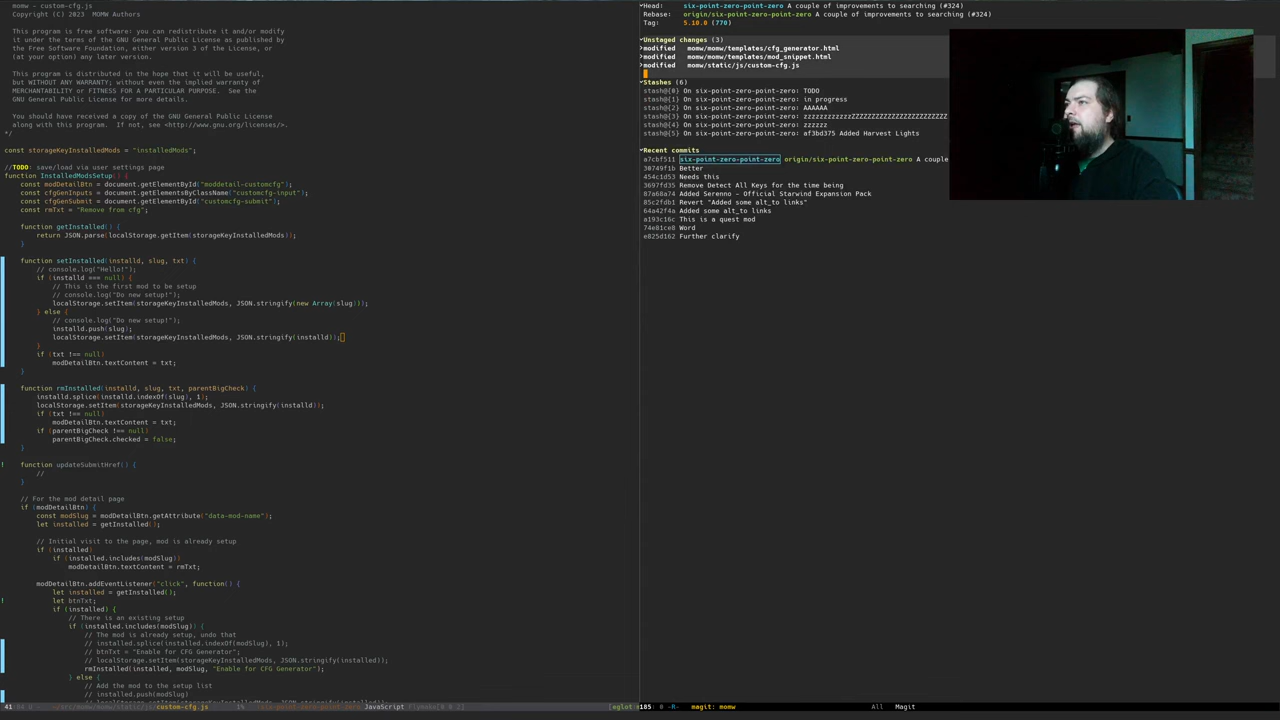 momw - custom-cfg.js
Copyright (C) 2023  MOMW Authors
This program is free software: you can redistribute it and/or modify
it under the terms of the GNU General Public License as published by
the Free Software Foundation, either version 3 of the License, or
(at your option) any later version.
This program is distributed in the hope that it will be useful,
but WITHOUT ANY WARRANTY; without even the implied warranty of
MERCHANTABILITY or FITNESS FOR A PARTICULAR PURPOSE.  See the
GNU General Public License for more details.
You should have received a copy of the GNU General Public License
along with this program.  If not, see <http://www.gnu.org/licenses/>.
*/
const storageKeyInstalledMods = "installedMods";
//TODO: save/load via user settings page
function InstalledModsSetup() {
const modDetailBtn = document.getElementById("moddetail-customcfg");
const cfgGenInputs = document.getElementsByClassName("customcfg-input");
const cfgGenSubmit = document.getElementById("customcfg-submit");
const rmTxt = "Remove from cfg";
function getInstalled() {
return JSON.parse(localStorage.getItem(storageKeyInstalledMods));
}
function setInstalled(installd, slug, txt) {
// console.log("Hello!");
if (installd === null) {
// This is the first mod to be setup
// console.log("Do new setup!");
localStorage.setItem(storageKeyInstalledMods, JSON.stringify(new Array(slug)));
} else {
// console.log("Do new setup!");
installd.push(slug);
localStorage.setItem(storageKeyInstalledMods, JSON.stringify(installd));
}
if (txt !== null)
modDetailBtn.textContent = txt;
}
function rmInstalled(installd, slug, txt, parentBigCheck) {
installd.splice(installd.indexOf(slug), 1);
localStorage.setItem(storageKeyInstalledMods, JSON.stringify(installd));
if (txt !== null)
modDetailBtn.textContent = txt;
if (parentBigCheck !== null)
parentBigCheck.checked = false;
}
! function updateSubmitHref() {
//
}
// For the mod detail page
if (modDetailBtn) {
const modSlug = modDetailBtn.getAttribute("data-mod-name");
let installed = getInstalled();
// Initial visit to the page, mod is already setup
if (installed)
if (installed.includes(modSlug))
modDetailBtn.textContent = rmTxt;
modDetailBtn.addEventListener("click", function() {
let installed = getInstalled();
! let btnTxt;
if (installed) {
// There is an existing setup
if (installed.includes(modSlug)) {
// The mod is already setup, undo that
// installed.splice(installed.indexOf(modSlug), 1);
// btnTxt = "Enable for CFG Generator";
// localStorage.setItem(storageKeyInstalledMods, JSON.stringify(installed));
rmInstalled(installed, modSlug, "Enable for CFG Generator");
} else {
// Add the mod to the setup list
// installed.push(modSlug)
custom-cfg.js 1% six-point-zero-point-zero JavaScript
Head: six-point-zero-point-zero A couple of improvements to searching (#324)
Rebase: origin/six-point-zero-point-zero A couple of improvements to searching (#324)
Tag: 5.10.0 (770)
Unstaged changes (3)
modified momw/momw/templates/cfg_generator.html
modified momw/momw/templates/mod_snippet.html
modified momw/static/js/custom-cfg.js
Stashes (6)
stash@{0} On six-point-zero-point-zero: TODO
stash@{1} On six-point-zero-point-zero: in progress
stash@{2} On six-point-zero-point-zero: AAAAAA
stash@{3} On six-point-zero-point-zero: zzzzzzzzzzzzZZZZZZZZZZZZZZZZZZZZZZZZZ
stash@{4} On six-point-zero-point-zero: zzzzzz
stash@{5} On six-point-zero-point-zero: af3bd375 Added Harvest Lights
Recent commits
a7cbf511 six-point-zero-point-zero origin/six-point-zero-point-zero A couple
30749f1b Better
454c1d53 Needs this
3697fd35 Remove Detect All Keys for the time being
87a68a74 Added Sereno - Official Starwind Expansion Pack
85c2fdb1 Revert "Added some alt_to links"
64a42f4a Added some alt_to links
a193c16c This is a quest mod
74e81ce8 Word
e825d162 Further clarify
185: 0 -R- magit: momw All Magit